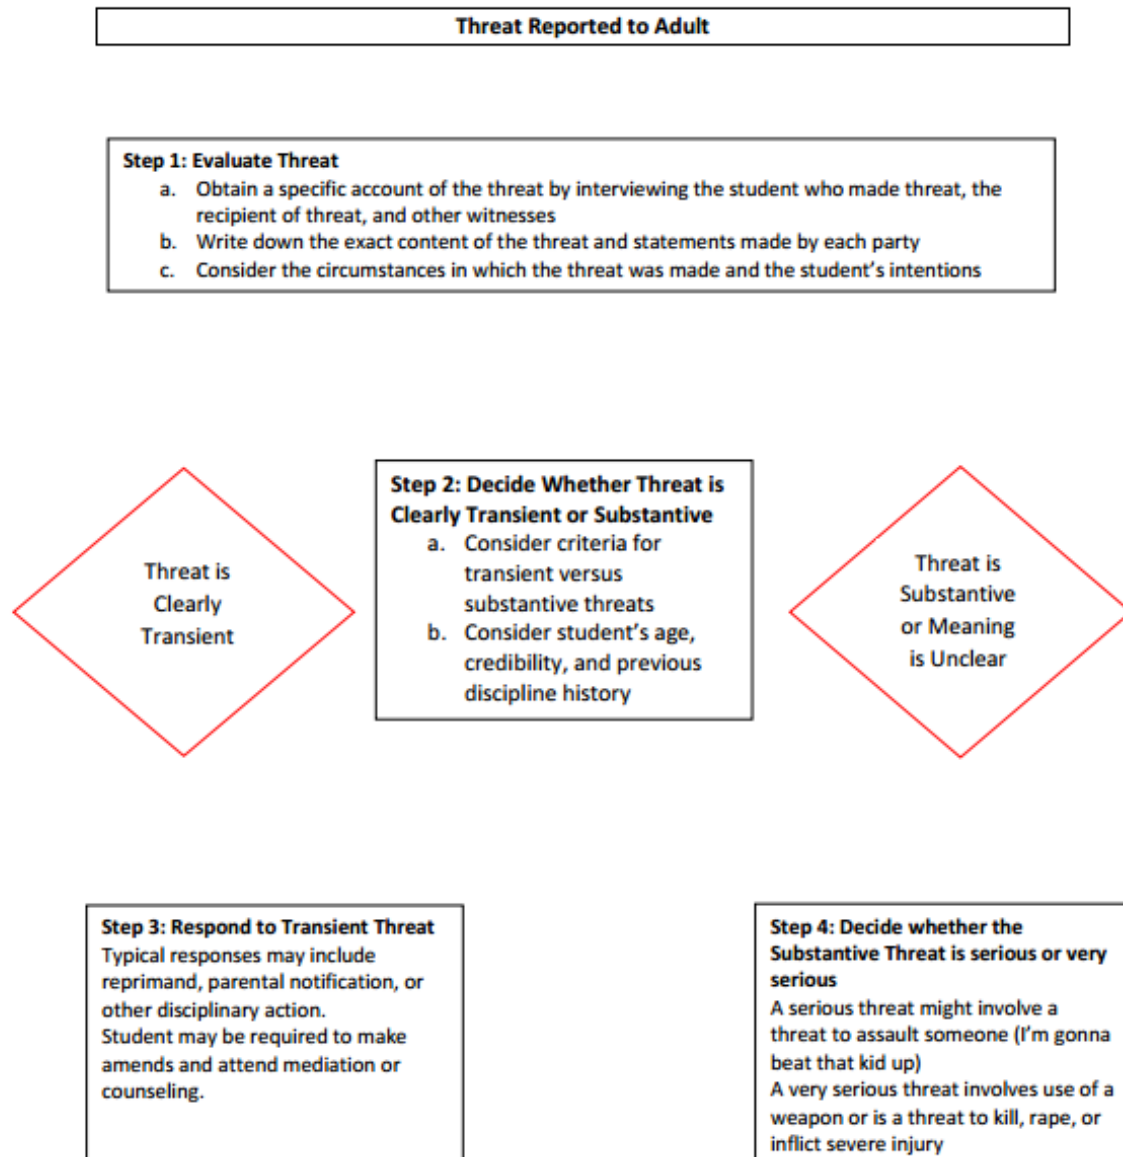 Threat Reported to Adult
Step 1: Evaluate Threat
a. Obtain a specific account of the threat by interviewing the student who made threat, the
recipient of threat, and other witnesses
b. Write down the exact content of the threat and statements made by each party
c. Consider the circumstances in which the threat was made and the student's intentions
Threat is
Clearly
Transient
Step 2: Decide Whether Threat is
Clearly Transient or Substantive
a. Consider criteria for
transient versus
substantive threats
b. Consider student's age,
credibility, and previous
discipline history
Threat is
Substantive
or Meaning
is Unclear
Step 3: Respond to Transient Threat
Typical responses may include
reprimand, parental notification, or
other disciplinary action.
Student may be required to make
amends and attend mediation or
counseling.
Step 4: Decide whether the
Substantive Threat is serious or very
serious
A serious threat might involve a
threat to assault someone (I'm gonna
beat that kid up)
A very serious threat involves use of a
weapon or is a threat to kill, rape, or
inflict severe injury